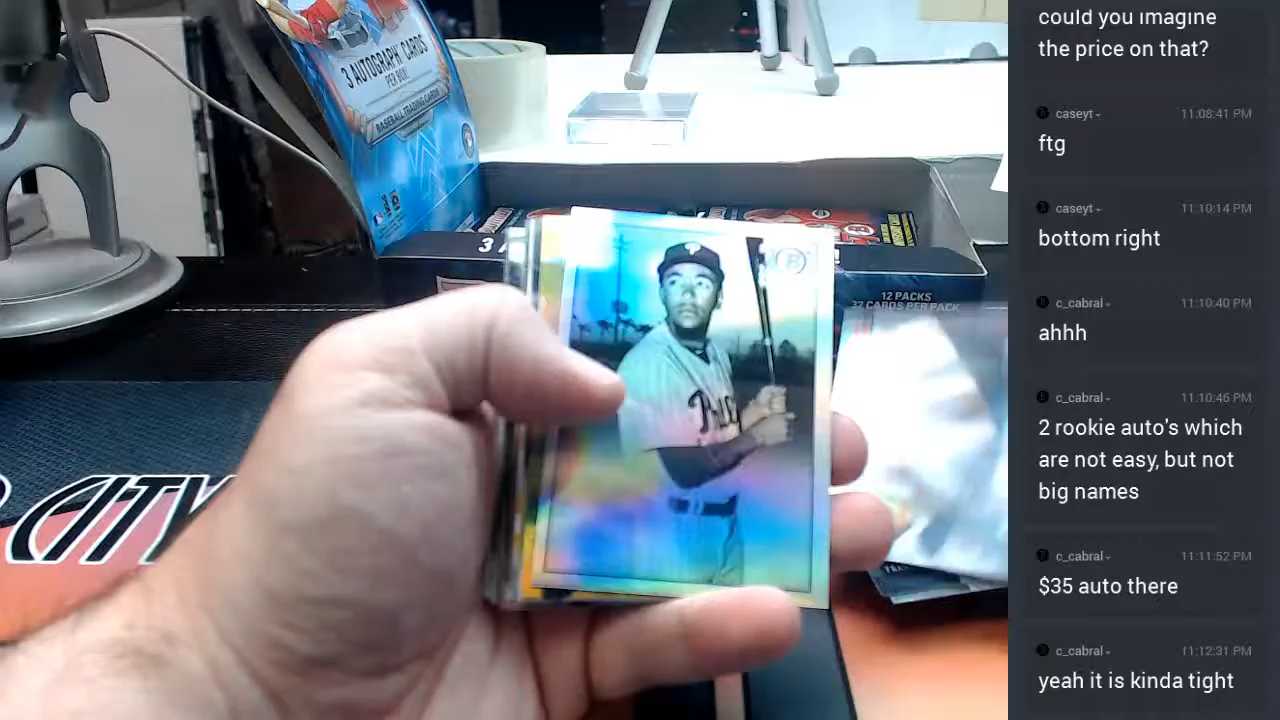 3 AUTOGRAPH CARDS
PER BOX!
BASEBALL TRADING CARDS
12 PACKS
32 CARDS PER PACK
CITY
could you imagine
the price on that?
caseyt
11:08:41 PM
ftg
caseyt
11:10:14 PM
bottom right
c_cabral
11:10:40 PM
ahhh
c_cabral
11:10:46 PM
2 rookie auto's which
are not easy, but not
big names
c_cabral
11:11:52 PM
$35 auto there
c_cabral
11:12:31 PM
yeah it is kinda tight